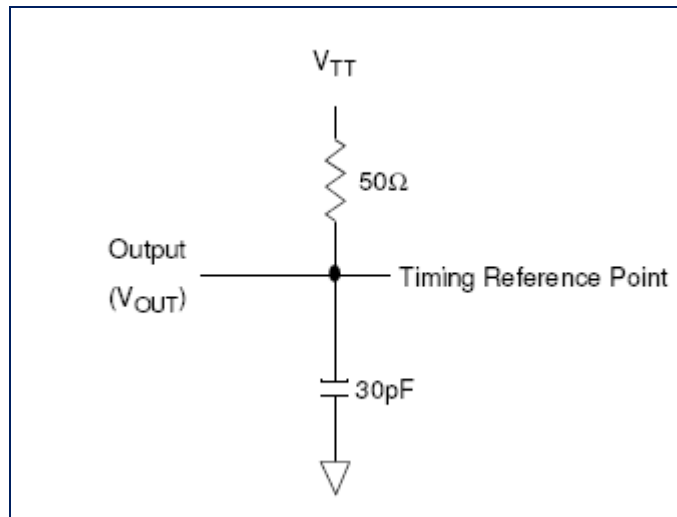 VTT
50Ω
Output
(VOUT)
Timing Reference Point
30pF